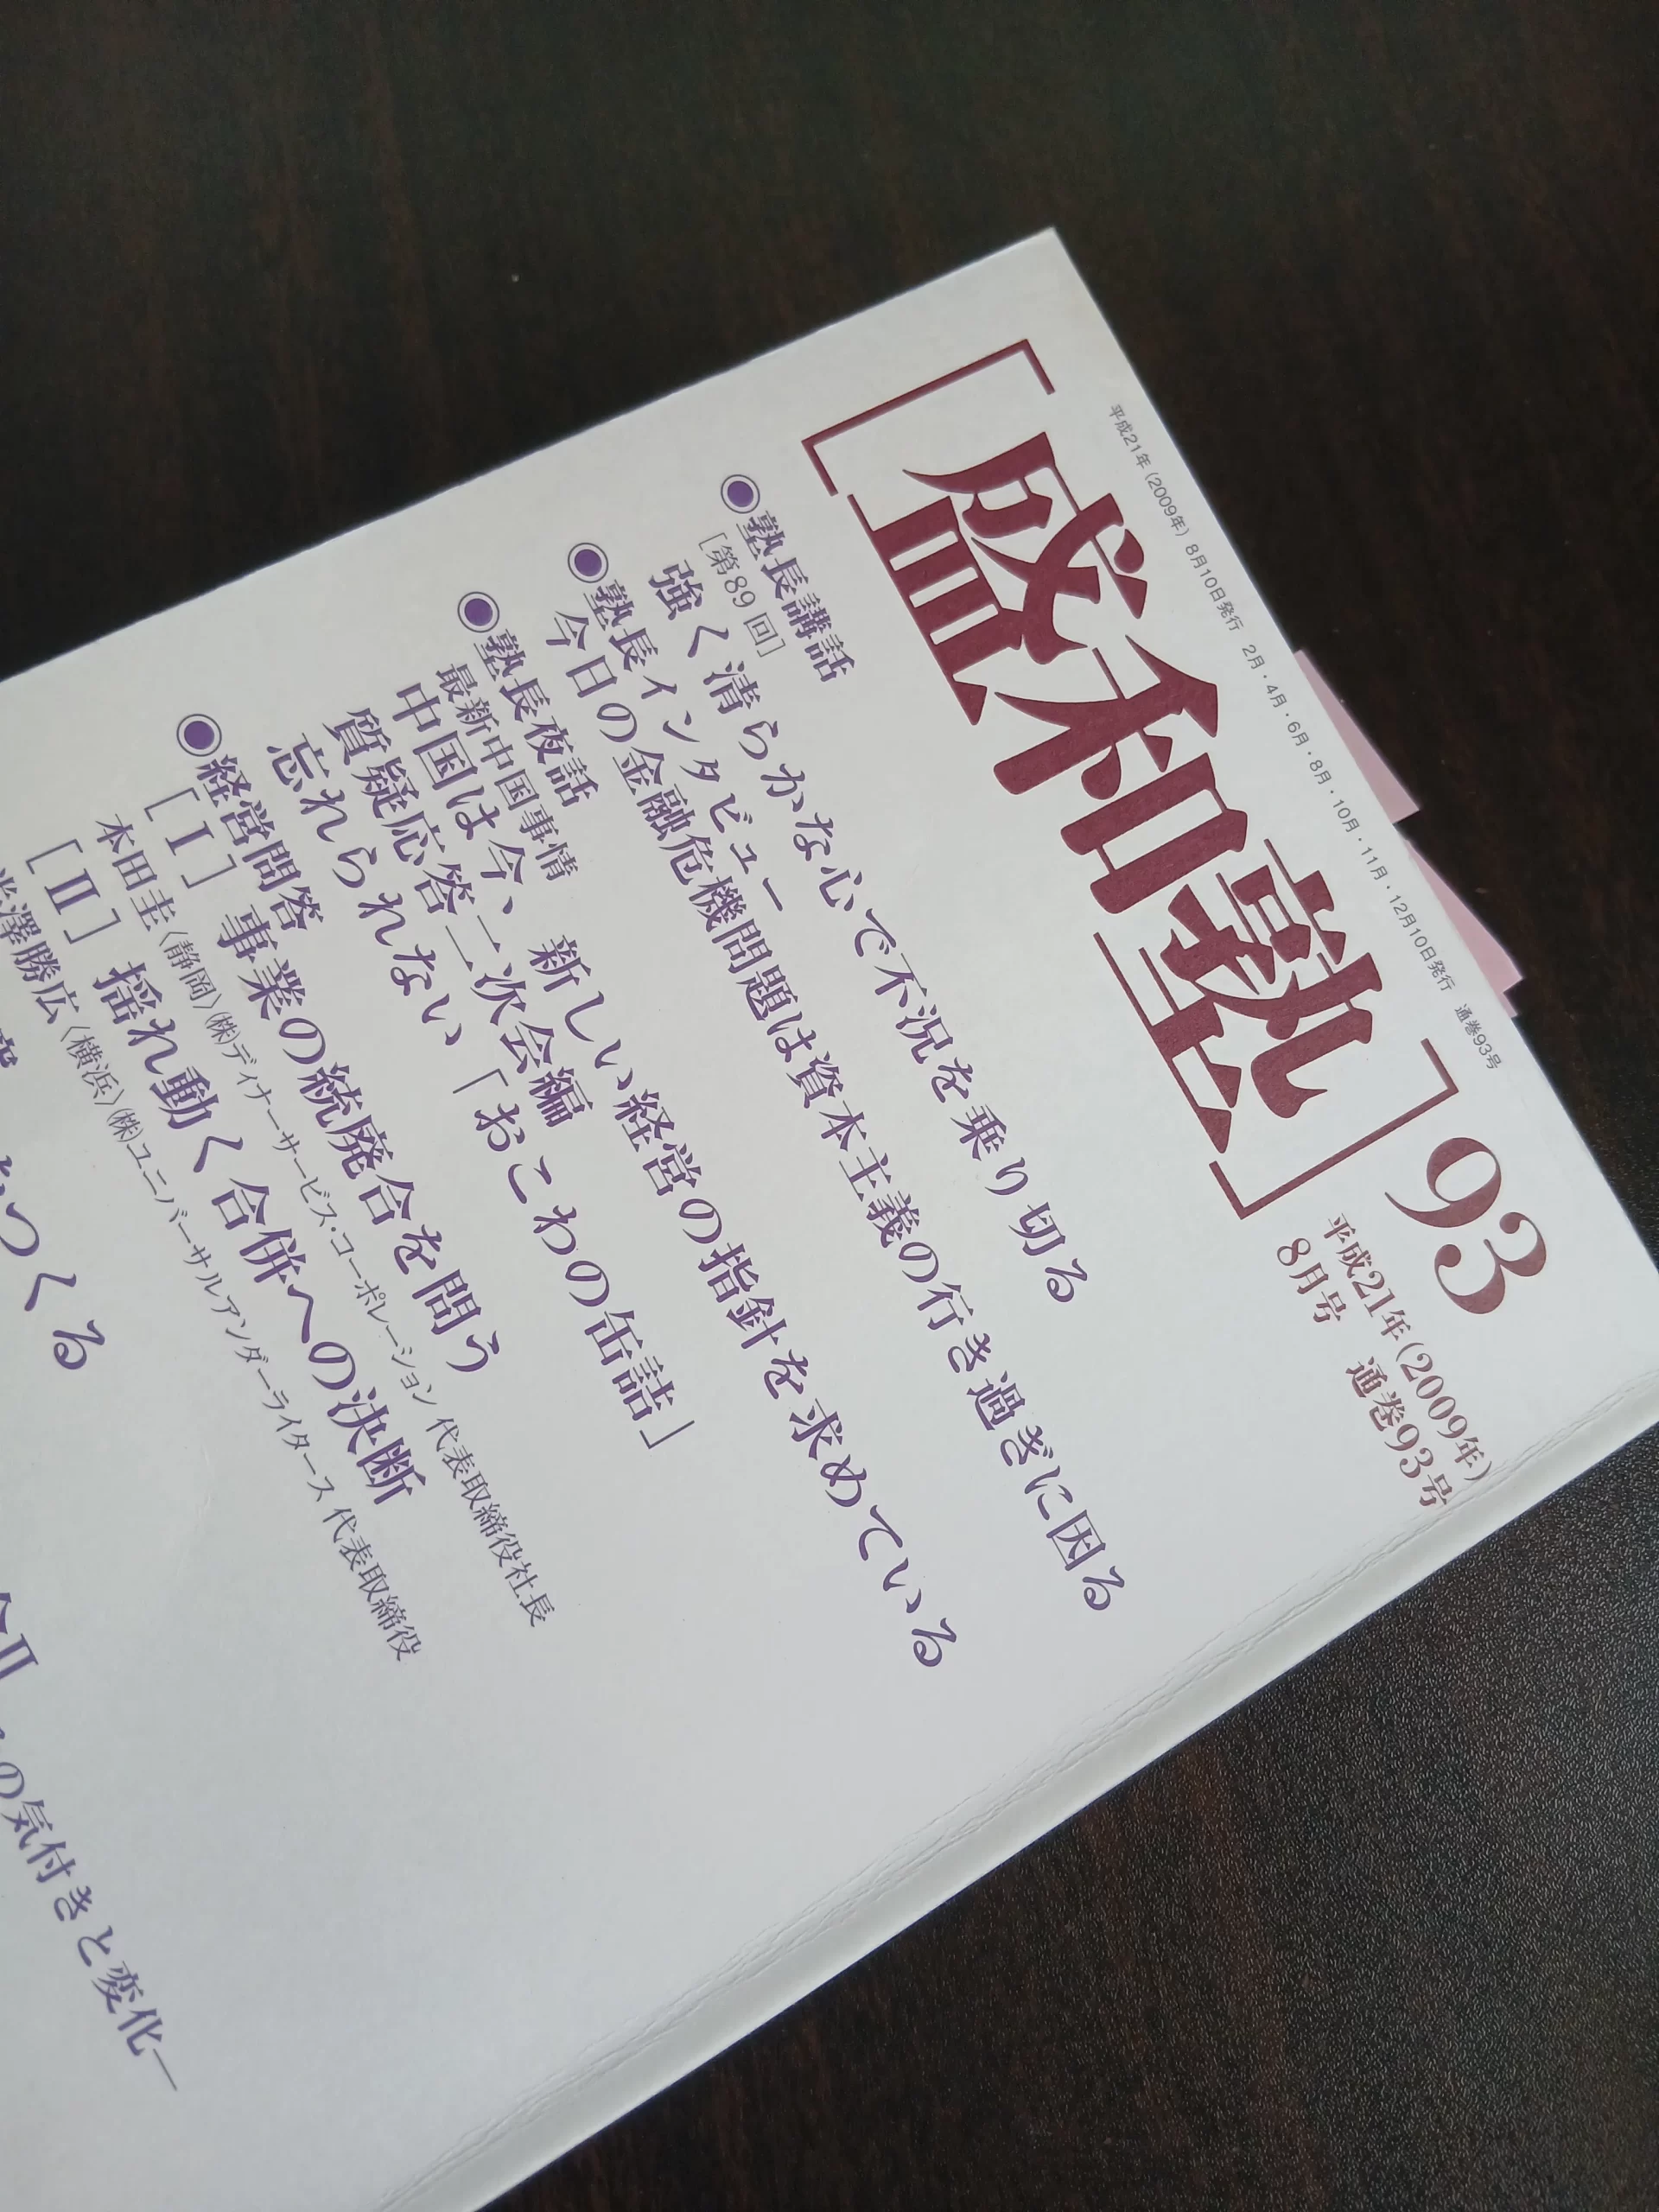 平成21年（2009年）8月10日発行　2月・4月・6月・8月・10月・11月・12月10日発行　通巻93号
［盛和塾］93
平成21年（2009年）
8月号　通巻93号
◉塾長講話
［第89回］
強く清らかな心で不況を乗り切る
◉塾長インタビュー
今日の金融危機問題は資本主義の行き過ぎに因る
新しい経営の指針を求めている
◉塾長夜話
最新中国事情
中国は今、二次会編
質疑応答―
忘れられない「おこわの缶詰」
◉経営問答
［Ⅰ］事業の統廃合を問う
本田圭〈静岡〉㈱ディナーサービス・コーポレーション 代表取締役社長
［Ⅱ］揺れ動く合併への決断
米澤勝広〈横浜〉㈱ユニバーサルアンダーライタース 代表取締役
つくる
の気付きと変化―